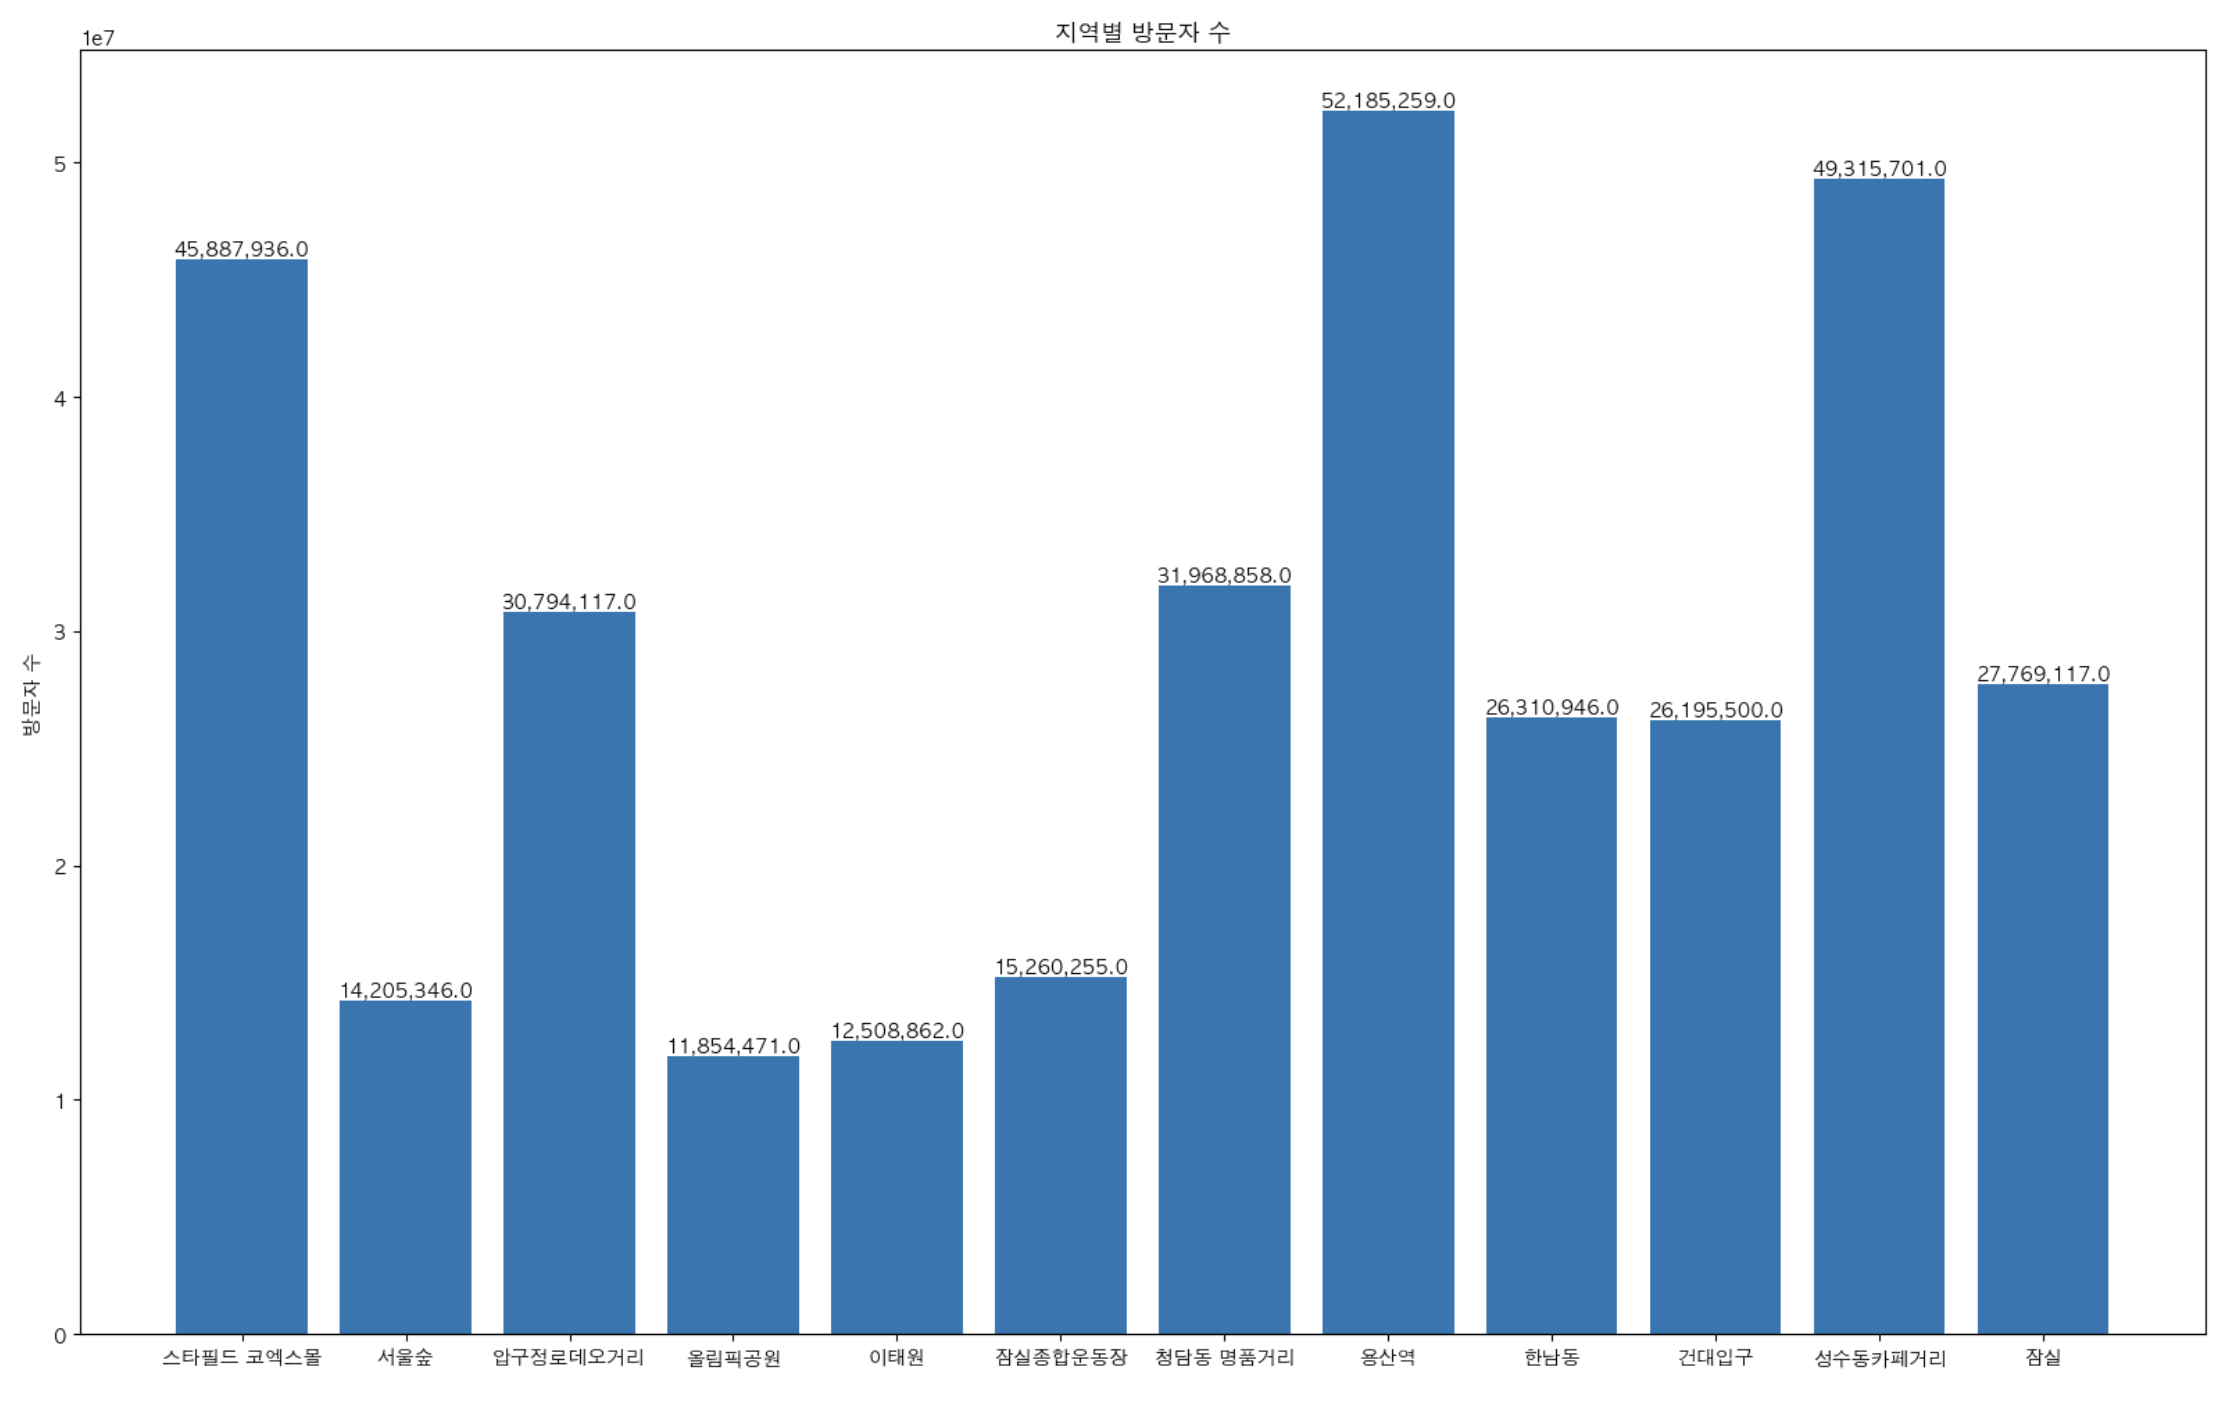 지역별 방문자 수
1e7
방문자 수
5
4
3
2
1
0
45,887,936.0
14,205,346.0
30,794,117.0
11,854,471.0
12,508,862.0
15,260,255.0
31,968,858.0
52,185,259.0
26,310,946.0
26,195,500.0
49,315,701.0
27,769,117.0
스타필드 코엑스몰
서울숲
압구정로데오거리
올림픽공원
이태원
잠실종합운동장
청담동 명품거리
용산역
한남동
건대입구
성수동카페거리
잠실